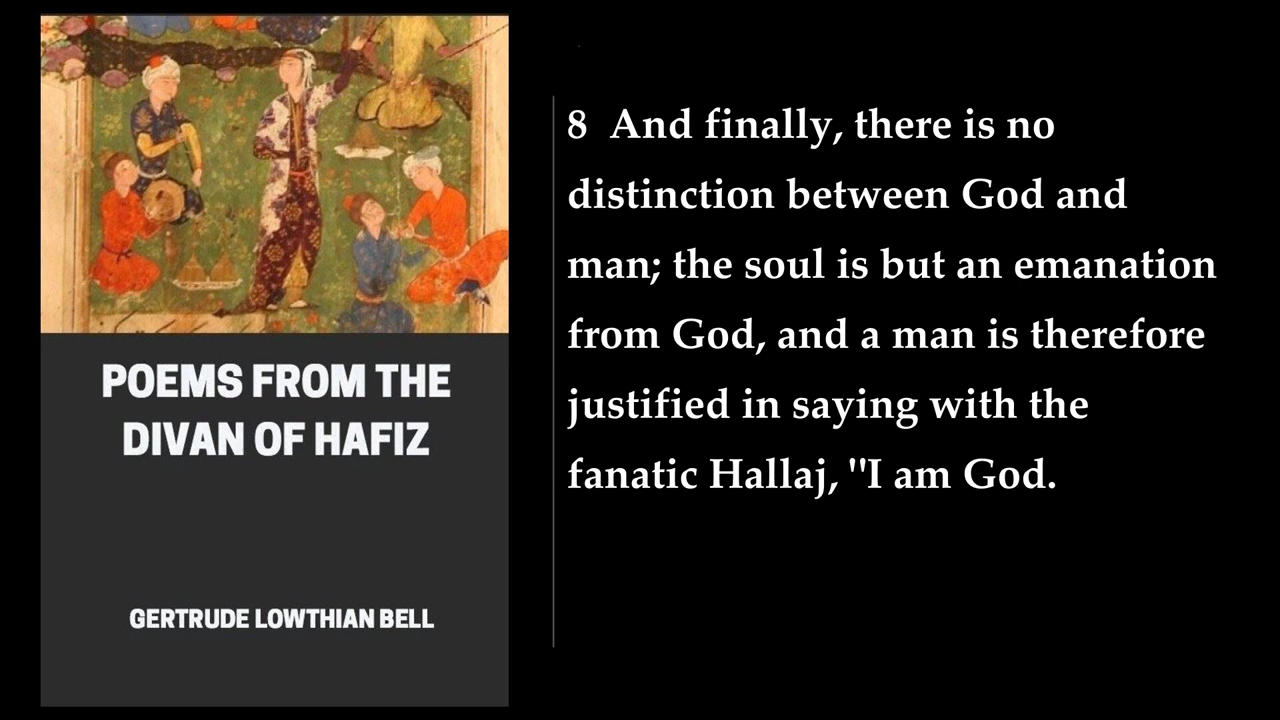 POEMS FROM THE
DIVAN OF HAFIZ
GERTRUDE LOWTHIAN BELL
8 And finally, there is no
distinction between God and
man; the soul is but an emanation
from God, and a man is therefore
justified in saying with the
fanatic Hallaj, "I am God.